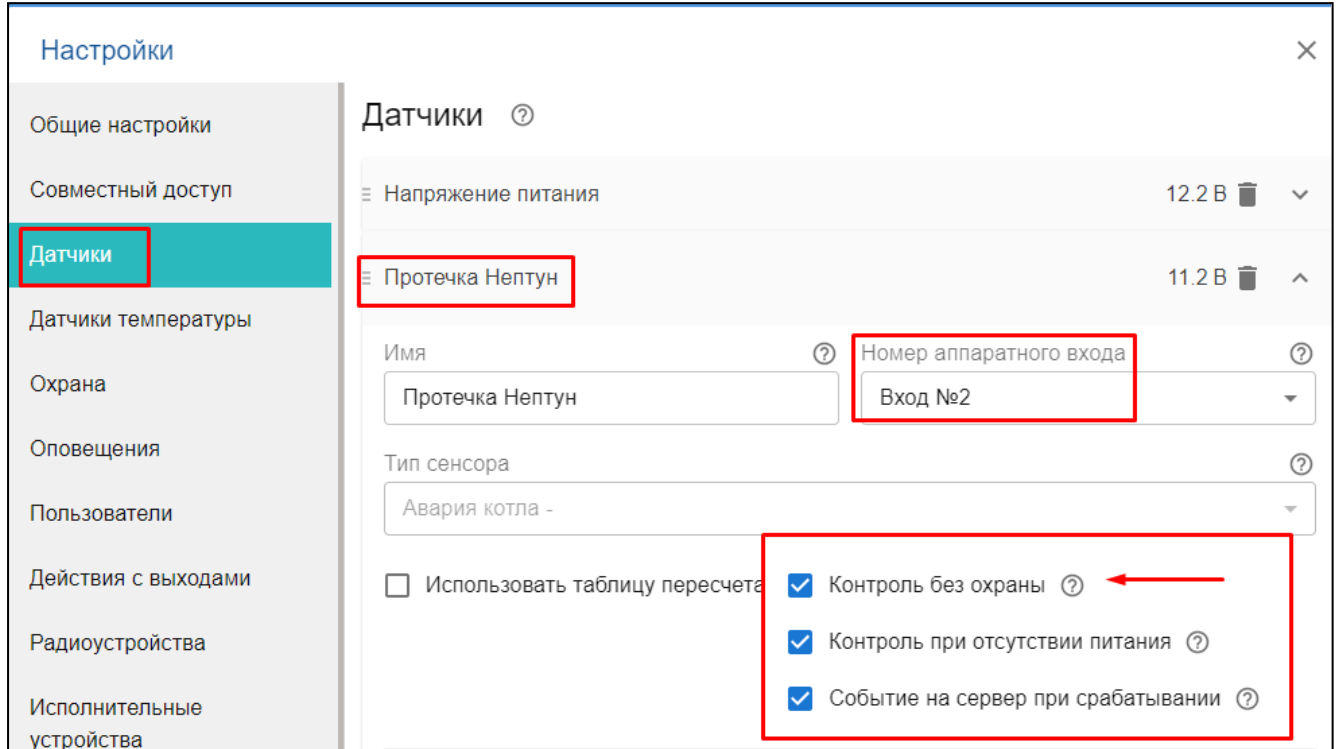 Настройки
Общие настройки
Совместный доступ
Датчики
Датчики температуры
Охрана
Оповещения
Пользователи
Действия с выходами
Радиоустройства
Исполнительные
устройства
Датчики
Напряжение питания 12.2 В
Протечка Нептун 11.2 В
Имя Номер аппаратного входа
Протечка Нептун Вход №2
Тип сенсора
Авария котла -
Использовать таблицу пересчета Контроль без охраны
Контроль при отсутствии питания
Событие на сервер при срабатывании